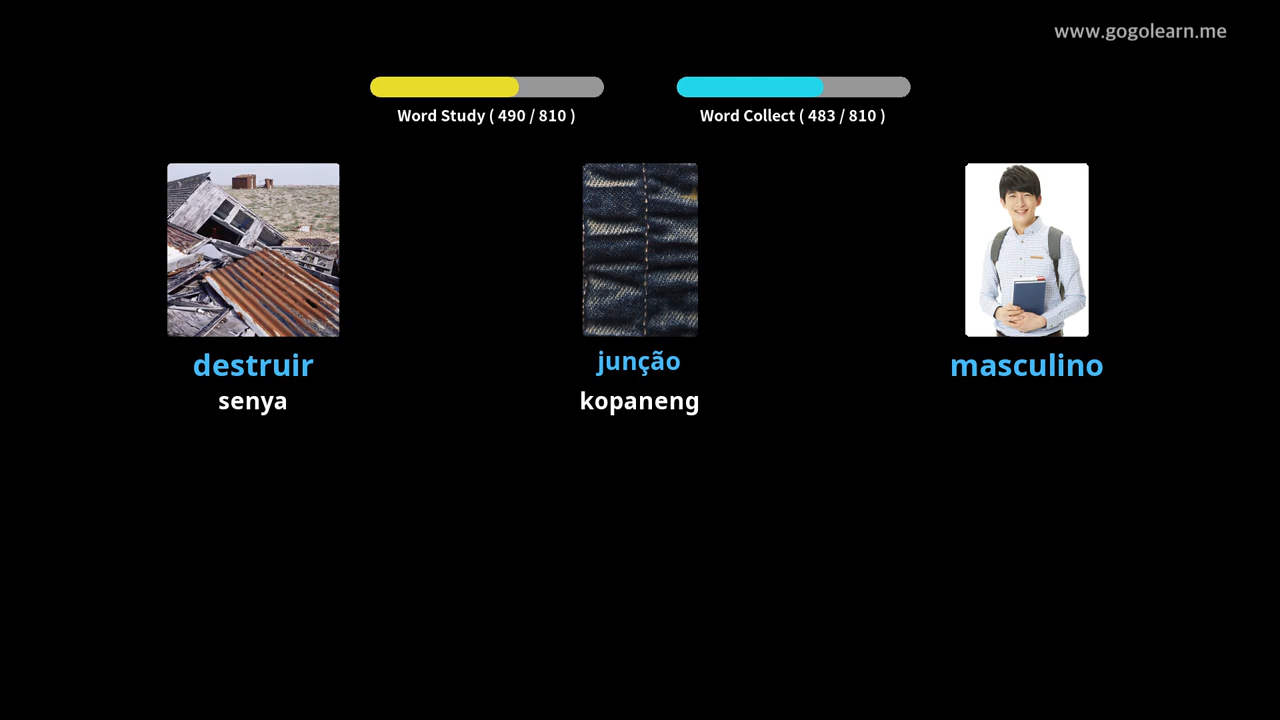 www.gogolearn.me
Word Study ( 490 / 810 )
Word Collect ( 483 / 810 )
destruir
junção
masculino
senya
kopaneng